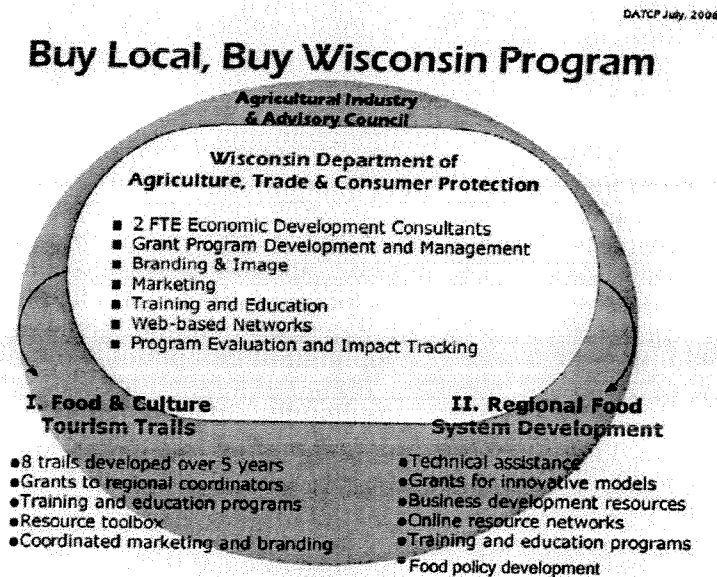 DATCP July, 2006
Buy Local, Buy Wisconsin Program
Agricultural Industry
& Advisory Council
Wisconsin Department of
Agriculture, Trade & Consumer Protection
■ 2 FTE Economic Development Consultants
■ Grant Program Development and Management
■ Branding & Image
■ Marketing
■ Training and Education
■ Web-based Networks
■ Program Evaluation and Impact Tracking
I. Food & Culture
Tourism Trails
●8 trails developed over 5 years
●Grants to regional coordinators
●Training and education programs
●Resource toolbox
●Coordinated marketing and branding
II. Regional Food
System Development
●Technical assistance
●Grants for innovative models
●Business development resources
●Online resource networks
●Training and education programs
•Food policy development